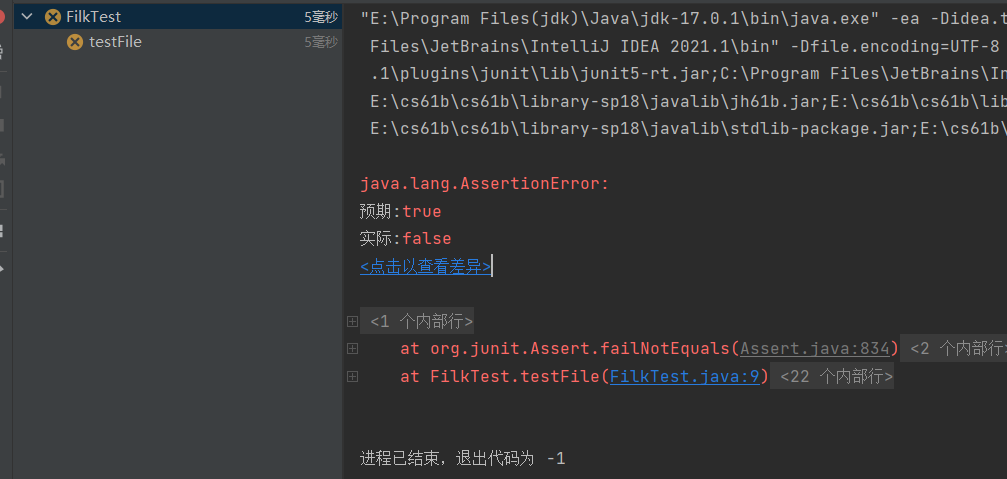 FilkTest 5毫秒
testFile 5毫秒
"E:\Program Files(jdk)\Java\jdk-17.0.1\bin\java.exe" -ea -Didea.t
Files\JetBrains\IntelliJ IDEA 2021.1\bin" -Dfile.encoding=UTF-8
.1\plugins\junit\lib\junit5-rt.jar;C:\Program Files\JetBrains\In
E:\cs61b\cs61b\library-sp18\javalib\jh61b.jar;E:\cs61b\cs61b\lib
E:\cs61b\cs61b\library-sp18\javalib\stdlib-package.jar;E:\cs61b\
java.lang.AssertionError:
预期:true
实际:false
<点击以查看差异>
<1 个内部行>
at org.junit.Assert.failNotEquals(Assert.java:834) <2 个内部行>
at FilkTest.testFile(FilkTest.java:9) <22 个内部行>
进程已结束，退出代码为 -1